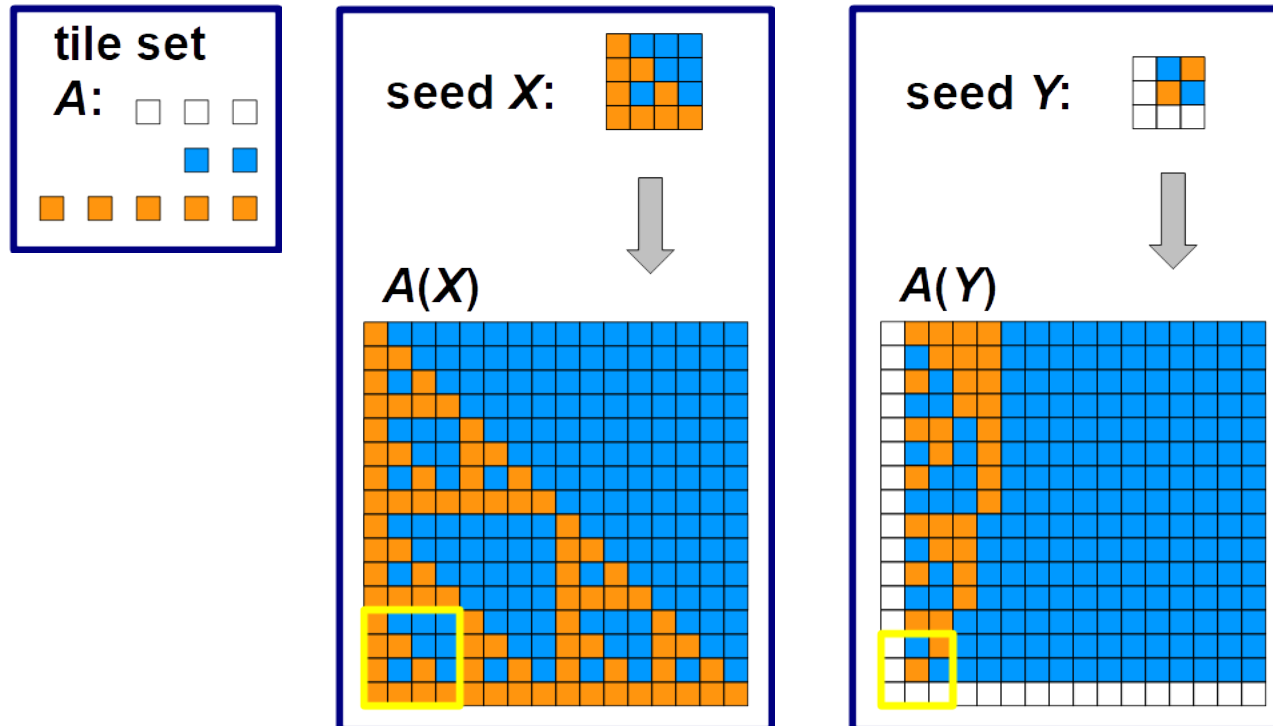 tile set
A:
seed X:
A(X)
seed Y:
A(Y)